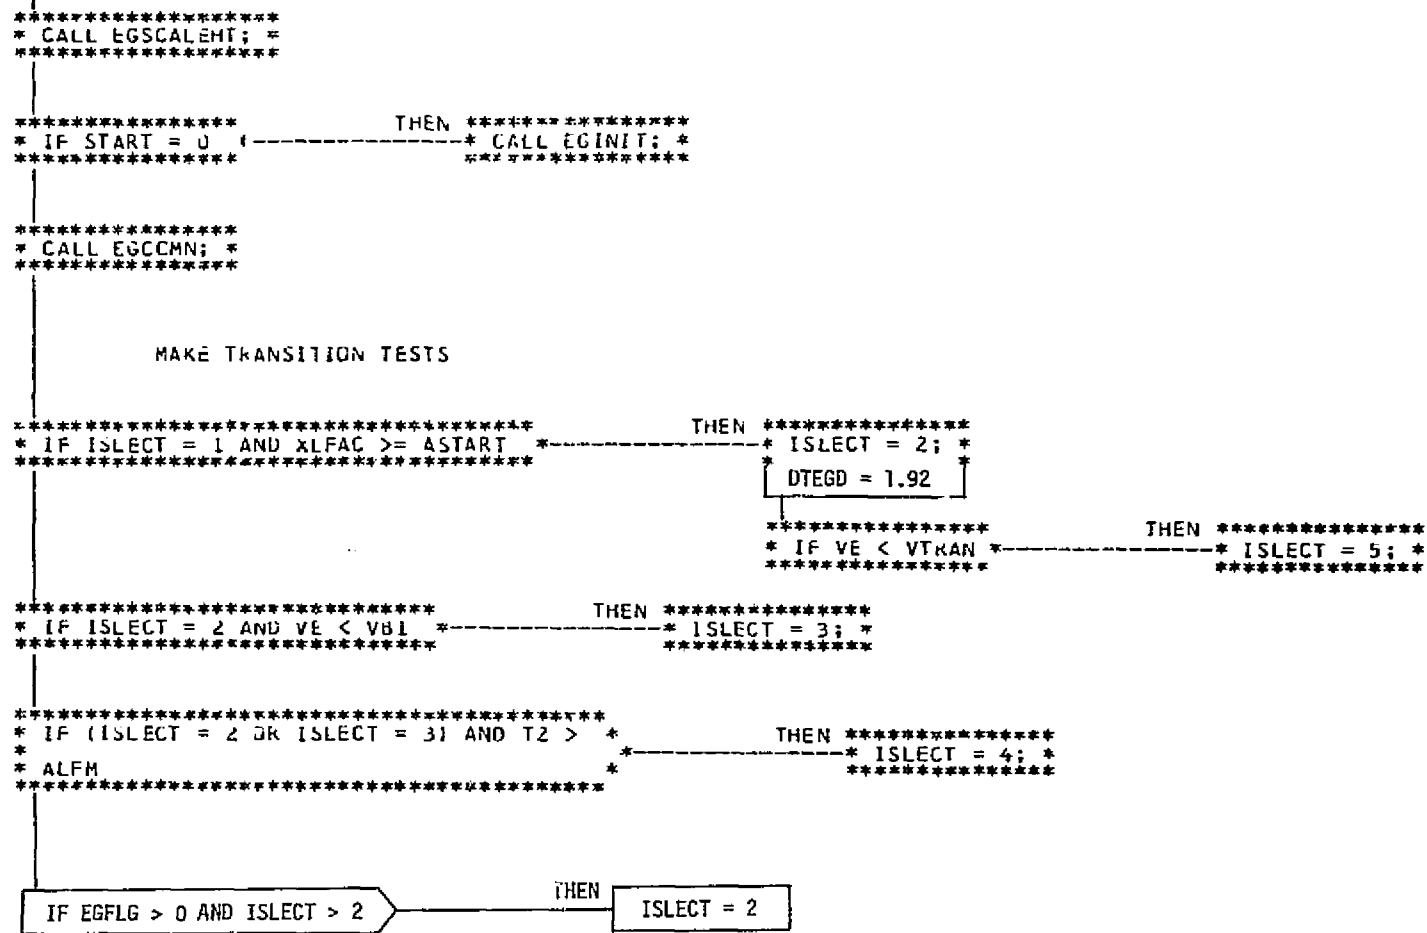 CALL EGSCALEHT;
IF START = 0 THEN CALL EGINIT;
CALL EGCOMN;
MAKE TRANSITION TESTS
IF ISLECT = 1 AND XLFAC >= ASTART THEN ISLECT = 2;
DTEGD = 1.92
IF VE < VTRAN THEN ISLECT = 5;
IF ISLECT = 2 AND VE < VB1 THEN ISLECT = 3;
IF (ISLECT = 2 OR ISLECT = 3) AND T2 > THEN ISLECT = 4;
ALFM
IF EGFLG > 0 AND ISLECT > 2 THEN ISLECT = 2